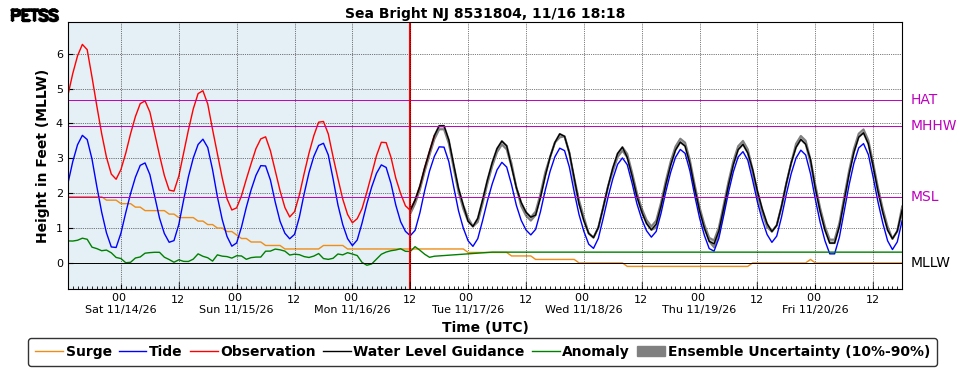 PETSS
Sea Bright NJ 8531804, 11/16 18:18
Height in Feet (MLLW)
6
5
4
3
2
1
0
HAT
MHHW
MSL
MLLW
00 12 00 12 00 12 00 12 00 12 00 12 00 12
Sat 11/14/26 Sun 11/15/26 Mon 11/16/26 Tue 11/17/26 Wed 11/18/26 Thu 11/19/26 Fri 11/20/26
Time (UTC)
Surge Tide Observation Water Level Guidance Anomaly Ensemble Uncertainty (10%-90%)